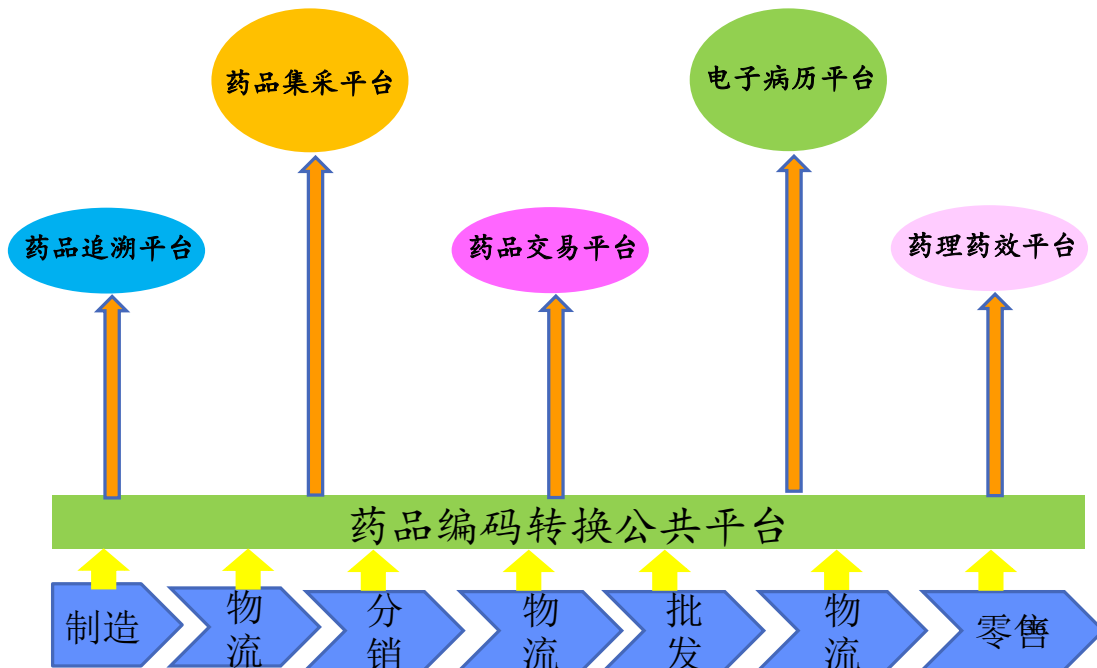 药品集采平台
电子病历平台
药品追溯平台
药品交易平台
药理药效平台
药品编码转换公共平台
制造
物
流
分
销
物
流
批
发
物
流
零售